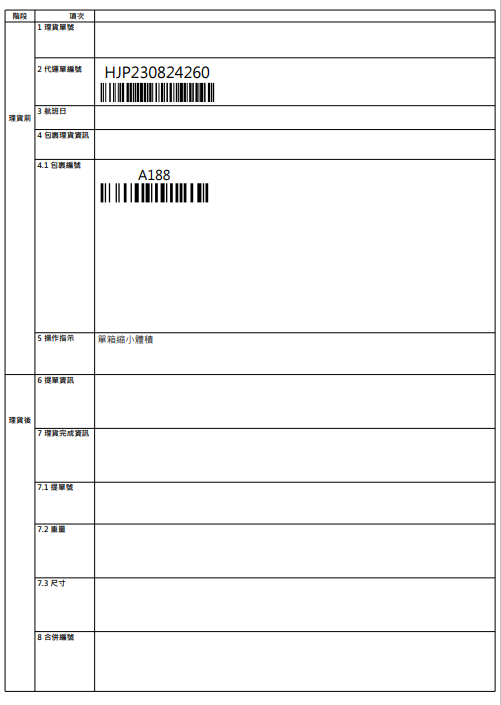 階段 項次
理貨前
1 理貨單號
2 代運單編號
HJP230824260
3 航班日
4 包裹理貨資訊
4.1 包裹編號
A188
5 操作指示
單箱縮小體積
理貨後
6 提單資訊
7 理貨完成資訊
7.1 提單號
7.2 重量
7.3 尺寸
8 合併編號